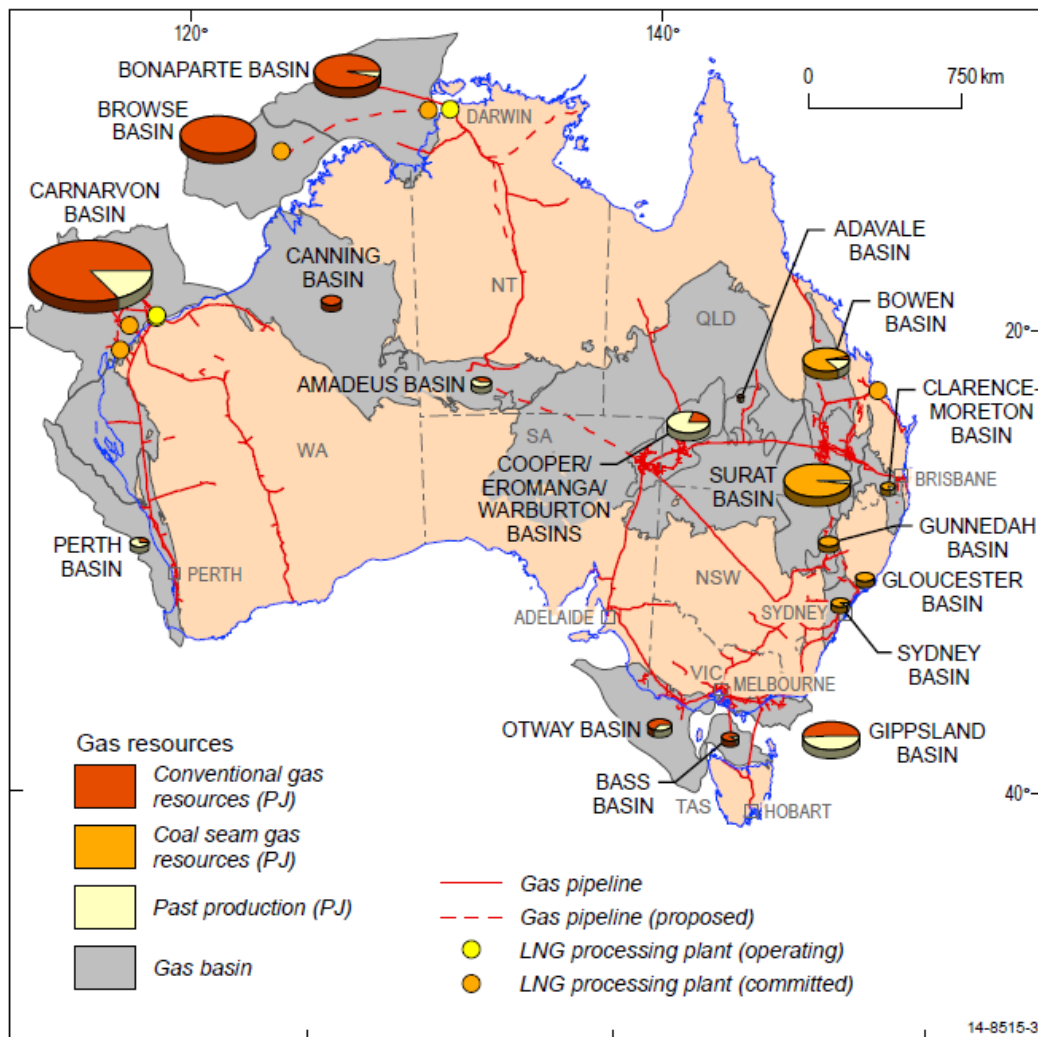 120°
140°
BONAPARTE BASIN
0
750 km
BROWSE
BASIN
DARWIN
CARNARVON
BASIN
ADAVALE
BASIN
CANNING
BASIN
NT
BOWEN
BASIN
QLD
20°
AMADEUS BASIN
CLARENCE-
MORETON
BASIN
WA
SA
COOPER/
EROMANGA/
WARBURTON
BASINS
SURAT
BASIN
BRISBANE
GUNNEDAH
BASIN
PERTH
BASIN
PERTH
NSW
GLOUCESTER
BASIN
ADELAIDE
SYDNEY
SYDNEY
BASIN
VIC
MELBOURNE
OTWAY BASIN
GIPPSLAND
BASIN
BASS
BASIN
TAS
HOBART
40°
Gas resources
Conventional gas
resources (PJ)
Coal seam gas
resources (PJ)
Past production (PJ)
Gas basin
Gas pipeline
Gas pipeline (proposed)
LNG processing plant (operating)
LNG processing plant (committed)
14-8515-3